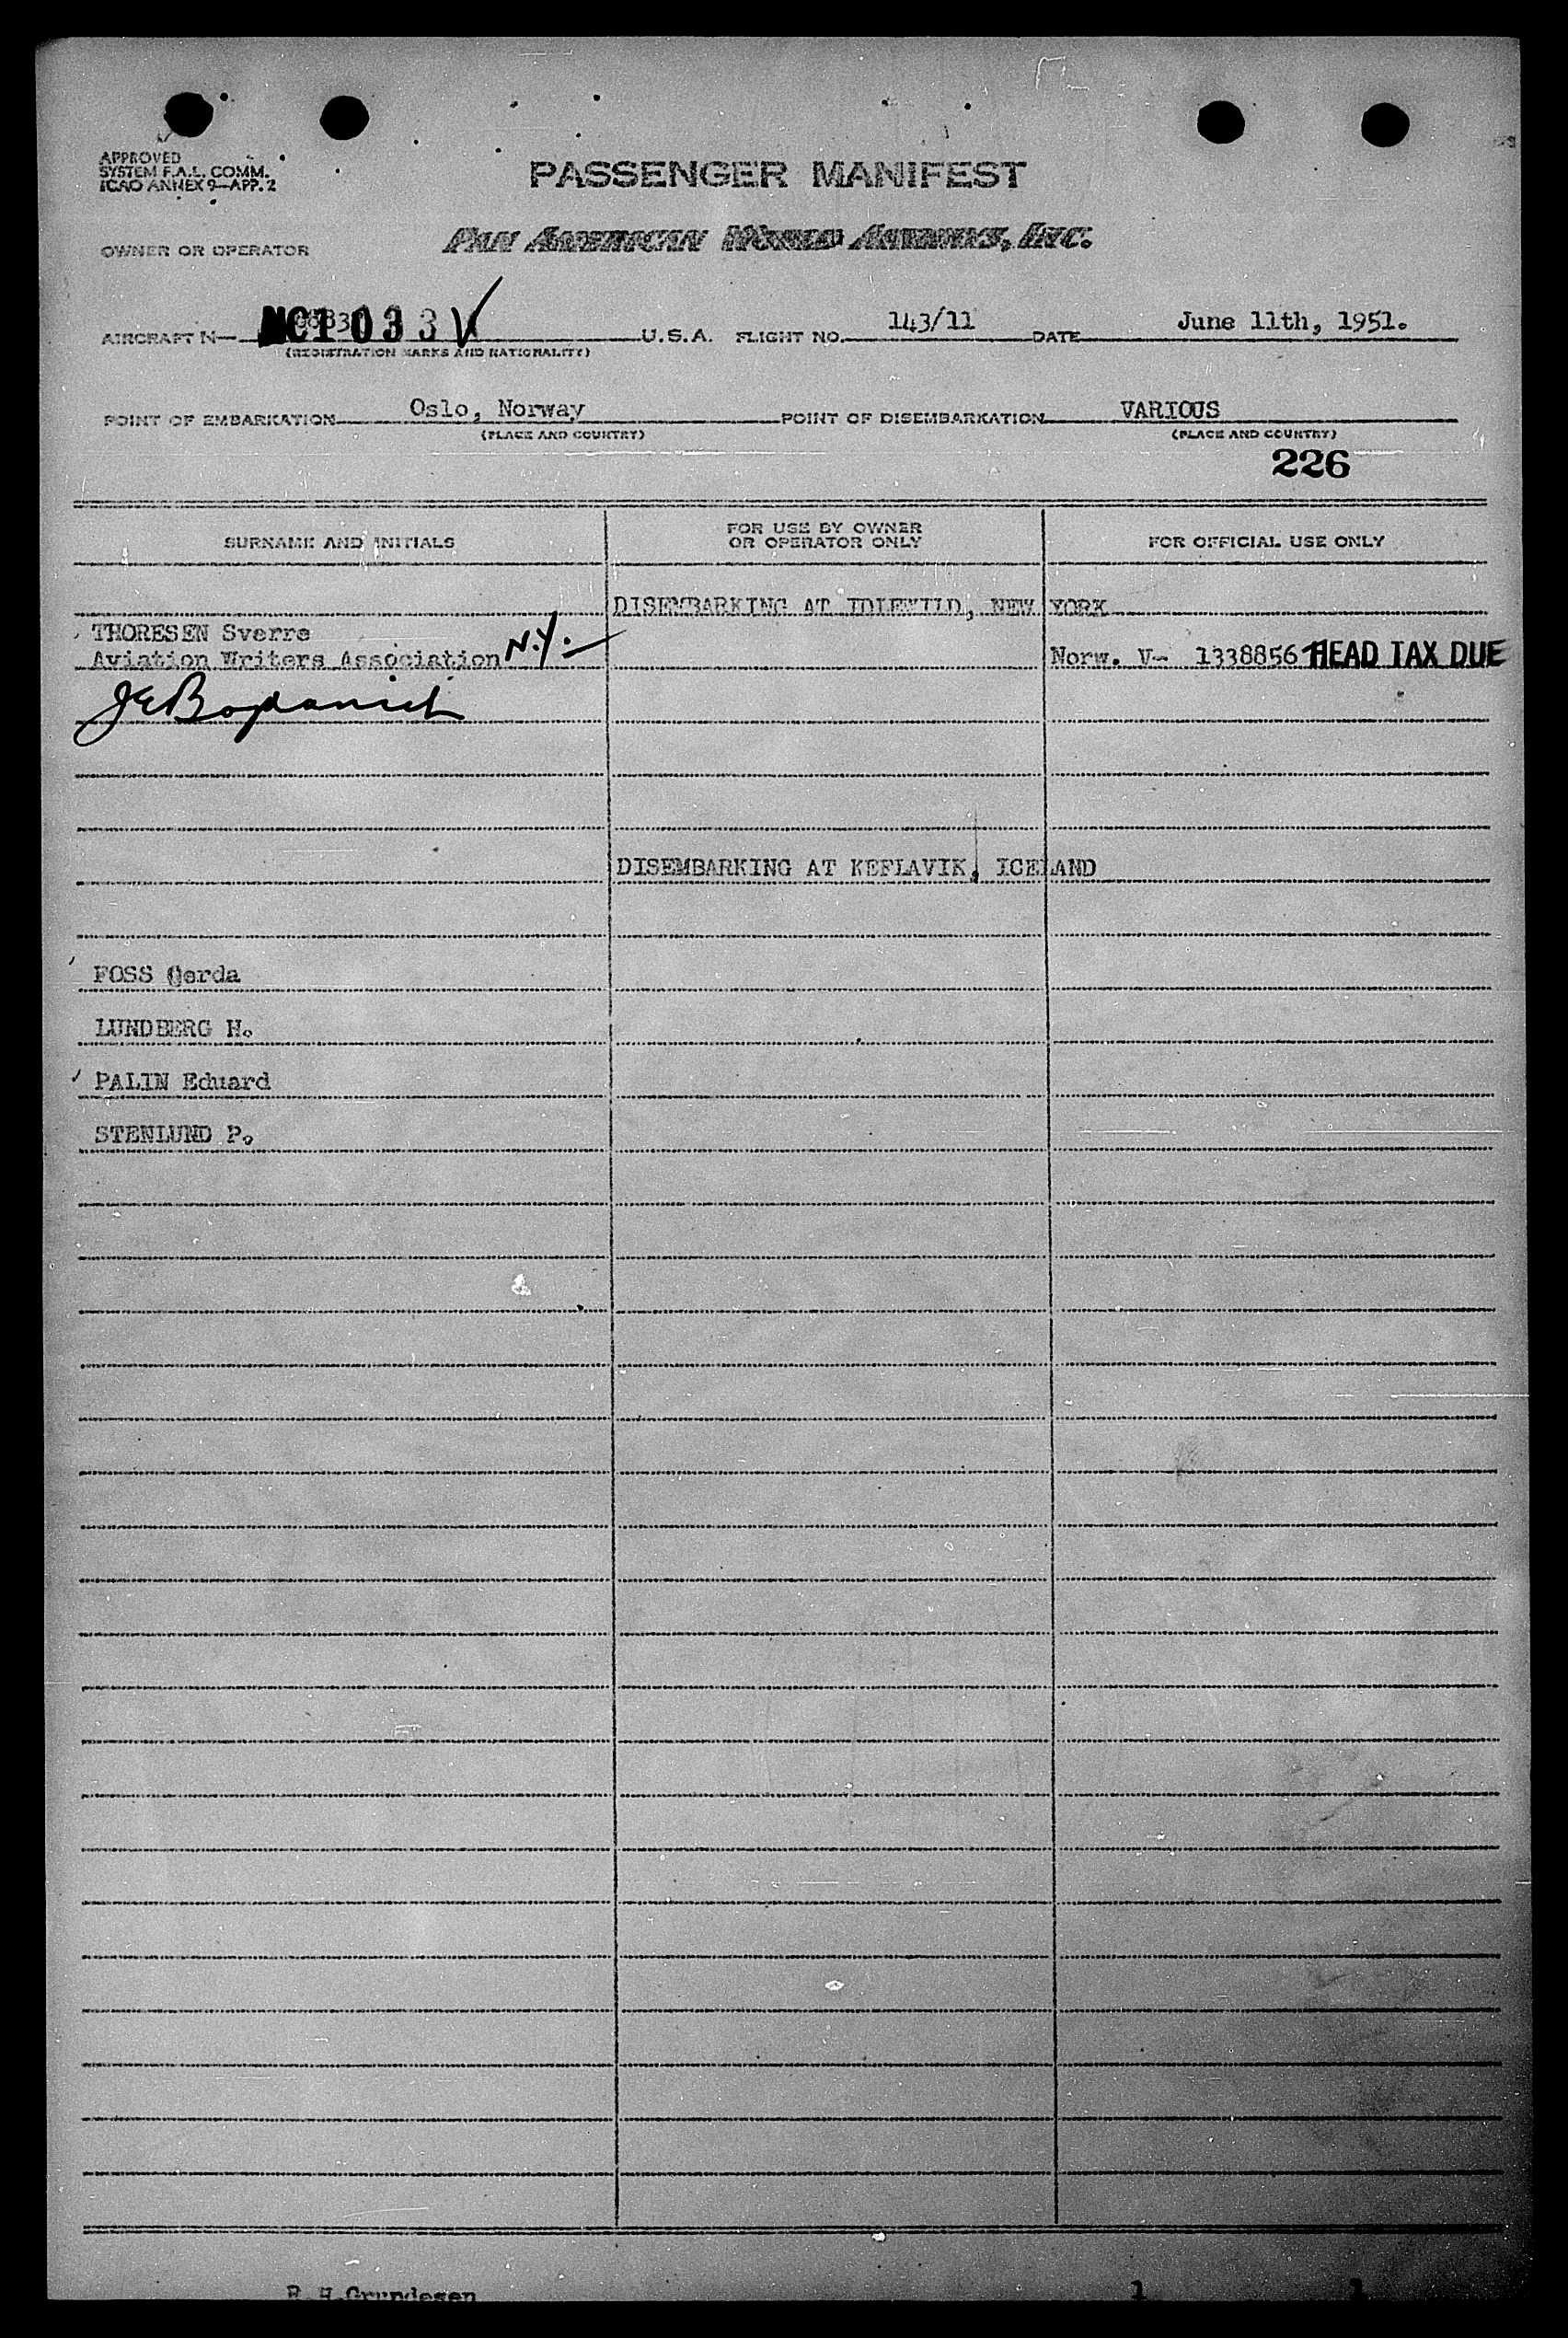 APPROVED
SYSTEM F.A.L. COMM.
ICAO ANNEX 9-APP. 2
PASSENGER MANIFEST
OWNER OR OPERATOR
PAN AMERICAN WORLD AIRWAYS, INC.
AIRCRAFT N— U.S.A. FLIGHT NO. 143/11 DATE June 11th, 1951.
(REGISTRATION MARKS AND NATIONALITY)
POINT OF EMBARKATION Oslo, Norway POINT OF DISEMBARKATION VARIOUS
(PLACE AND COUNTRY) (PLACE AND COUNTRY)
226
SURNAME AND INITIALS FOR USE BY OWNER OR OPERATOR ONLY FOR OFFICIAL USE ONLY
DISEMBARKING AT IDLEWILD, NEW YORK
THORESEN Sverre
Aviation Writers Association N.Y. Norw. V- 1338856 HEAD TAX DUE
DISEMBARKING AT KEFLAVIK, ICELAND
FOSS Gerda
LUNDBERG H.
PALIN Eduard
STENLUND P.
1 1